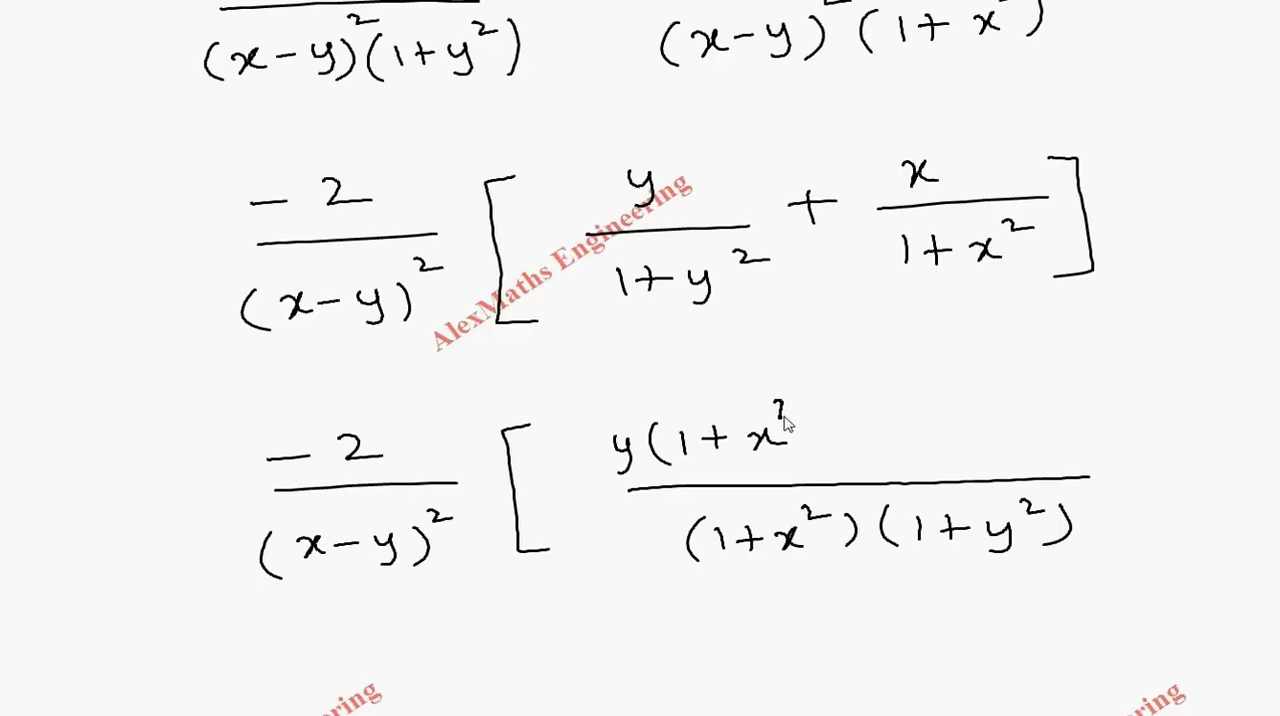 (x-y)²(1+y²) (x-y)²(1+x²)
-2/(x-y)² [ y/(1+y²) + x/(1+x²) ]
AlexMaths Engineering
-2/(x-y)² [ y(1+x² / (1+x²)(1+y²)